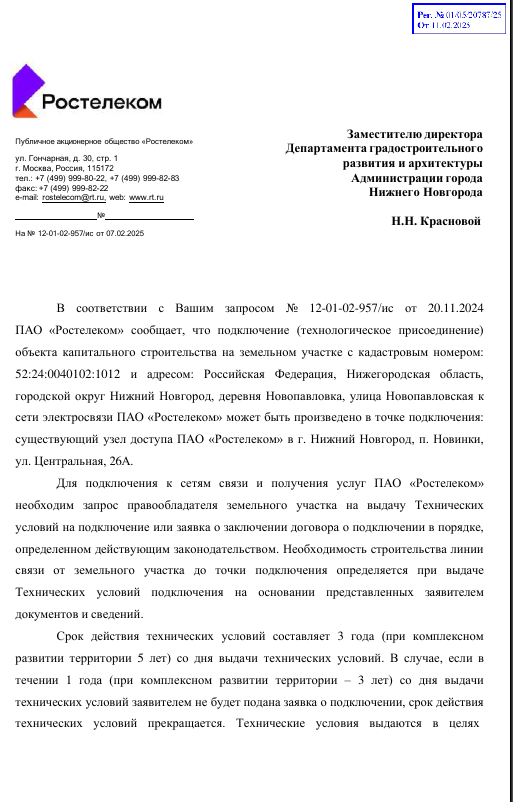 Рег. № 01/05/20787/25
От 11.02.2025
Ростелеком
Публичное акционерное общество «Ростелеком»
ул. Гончарная, д. 30, стр. 1
г. Москва, Россия, 115172
тел.: +7 (499) 999-80-22, +7 (499) 999-82-83
факс: +7 (499) 999-82-22
e-mail: rostelecom@rt.ru, web: www.rt.ru
№
На № 12-01-02-957/ис от 07.02.2025
Заместителю директора
Департамента градостроительного
развития и архитектуры
Администрации города
Нижнего Новгорода
Н.Н. Красновой
В соответствии с Вашим запросом № 12-01-02-957/ис от 20.11.2024
ПАО «Ростелеком» сообщает, что подключение (технологическое присоединение)
объекта капитального строительства на земельном участке с кадастровым номером:
52:24:0040102:1012 и адресом: Российская Федерация, Нижегородская область,
городской округ Нижний Новгород, деревня Новопавловка, улица Новопавловская к
сети электросвязи ПАО «Ростелеком» может быть произведено в точке подключения:
существующий узел доступа ПАО «Ростелеком» в г. Нижний Новгород, п. Новинки,
ул. Центральная, 26А.
Для подключения к сетям связи и получения услуг ПАО «Ростелеком»
необходим запрос правообладателя земельного участка на выдачу Технических
условий на подключение или заявка о заключении договора о подключении в порядке,
определенном действующим законодательством. Необходимость строительства линии
связи от земельного участка до точки подключения определяется при выдаче
Технических условий подключения на основании представленных заявителем
документов и сведений.
Срок действия технических условий составляет 3 года (при комплексном
развитии территории 5 лет) со дня выдачи технических условий. В случае, если в
течении 1 года (при комплексном развитии территории – 3 лет) со дня выдачи
технических условий заявителем не будет подана заявка о подключении, срок действия
технических условий прекращается. Технические условия выдаются в целях